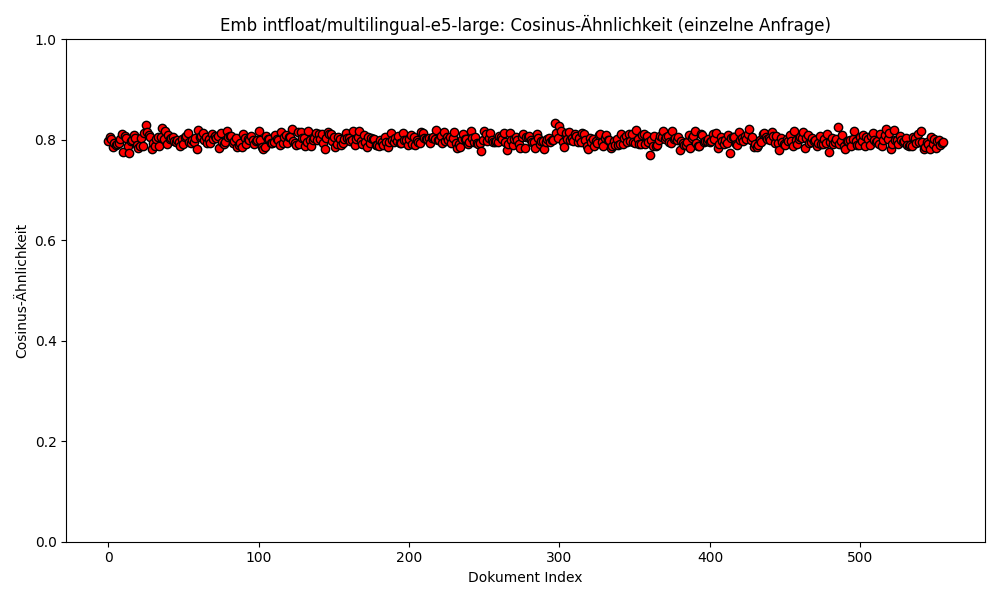 Emb intfloat/multilingual-e5-large: Cosinus-Ähnlichkeit (einzelne Anfrage)
1.0
0.8
0.6
0.4
0.2
0.0
Cosinus-Ähnlichkeit
0 100 200 300 400 500
Dokument Index